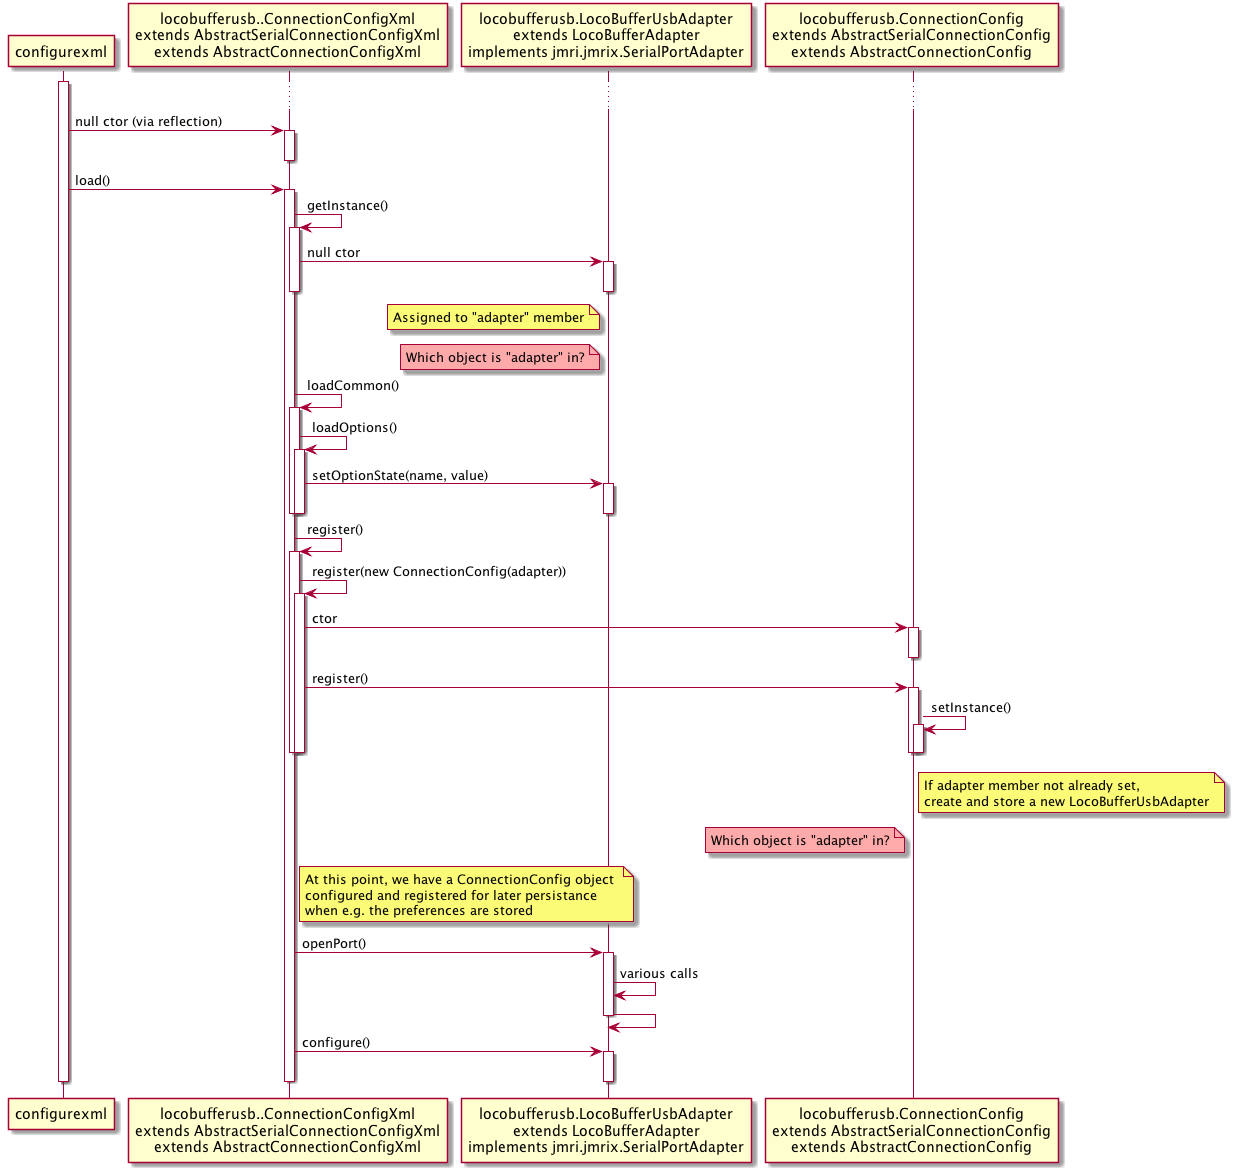 configurexml
locobufferusb..ConnectionConfigXml
extends AbstractSerialConnectionConfigXml
extends AbstractConnectionConfigXml
locobufferusb.LocoBufferUsbAdapter
extends LocoBufferAdapter
implements jmri.jmrix.SerialPortAdapter
locobufferusb.ConnectionConfig
extends AbstractSerialConnectionConfig
extends AbstractConnectionConfig
null ctor (via reflection)
load()
getInstance()
null ctor
Assigned to "adapter" member
Which object is "adapter" in?
loadCommon()
loadOptions()
setOptionState(name, value)
register()
register(new ConnectionConfig(adapter))
ctor
register()
setInstance()
If adapter member not already set,
create and store a new LocoBufferUsbAdapter
Which object is "adapter" in?
At this point, we have a ConnectionConfig object
configured and registered for later persistance
when e.g. the preferences are stored
openPort()
various calls
configure()
configurexml
locobufferusb..ConnectionConfigXml
extends AbstractSerialConnectionConfigXml
extends AbstractConnectionConfigXml
locobufferusb.LocoBufferUsbAdapter
extends LocoBufferAdapter
implements jmri.jmrix.SerialPortAdapter
locobufferusb.ConnectionConfig
extends AbstractSerialConnectionConfig
extends AbstractConnectionConfig